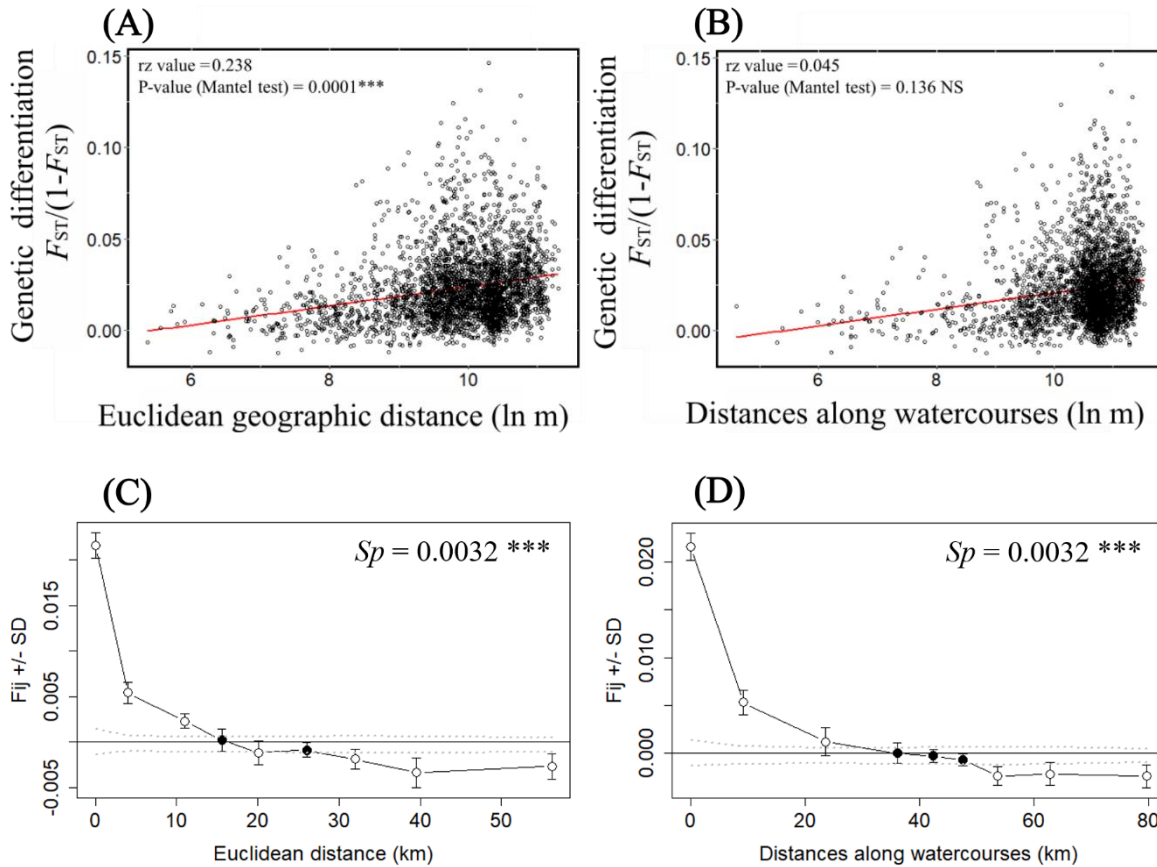 (A)
Genetic differentiation
FST/(1-FST)
0.15
0.10
0.05
0.00
rz value = 0.238
P-value (Mantel test) = 0.0001***
6
8
10
Euclidean geographic distance (ln m)
(B)
Genetic differentiation
FST/(1-FST)
0.15
0.10
0.05
0.00
rz value = 0.045
P-value (Mantel test) = 0.136 NS
6
8
10
Distances along watercourses (ln m)
(C)
Fij +/- SD
0.015
0.005
-0.005
Sp = 0.0032 ***
0 10 20 30 40 50
Euclidean distance (km)
(D)
Fij +/- SD
0.020
0.010
0.000
Sp = 0.0032 ***
0 20 40 60 80
Distances along watercourses (km)